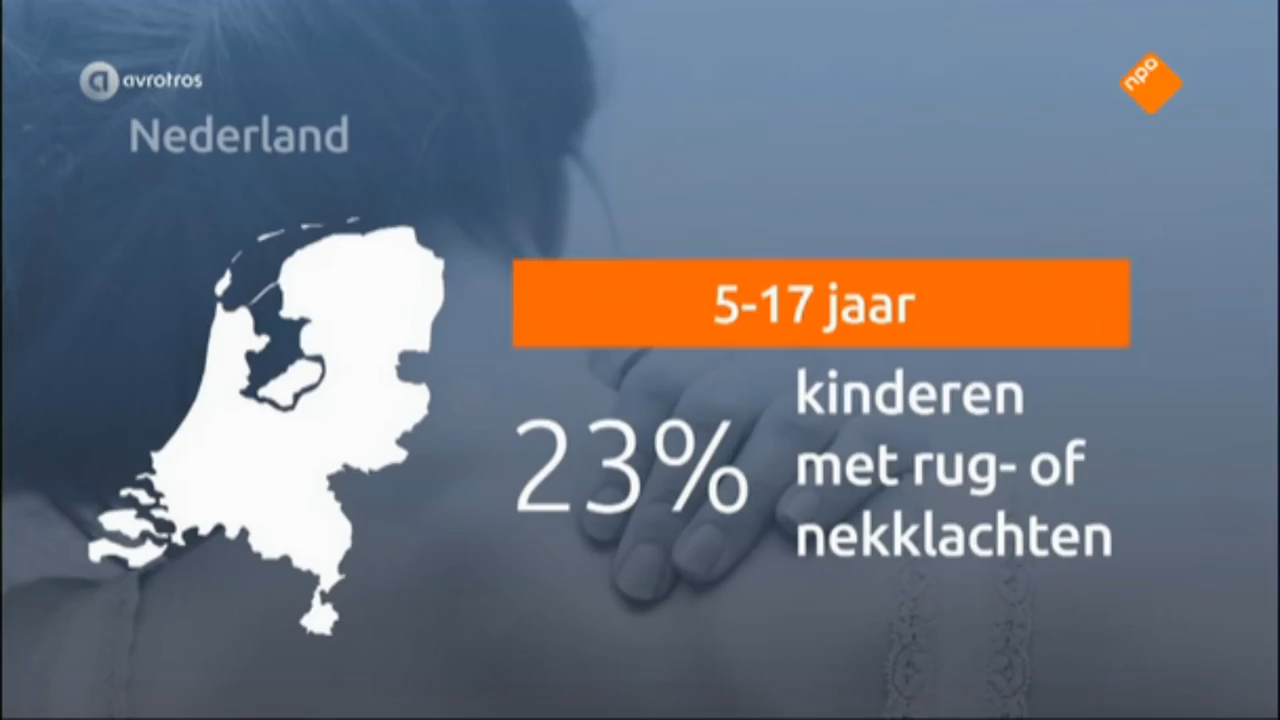 avrotros
npo
Nederland
5-17 jaar
23%
kinderen
met rug- of
nekklachten